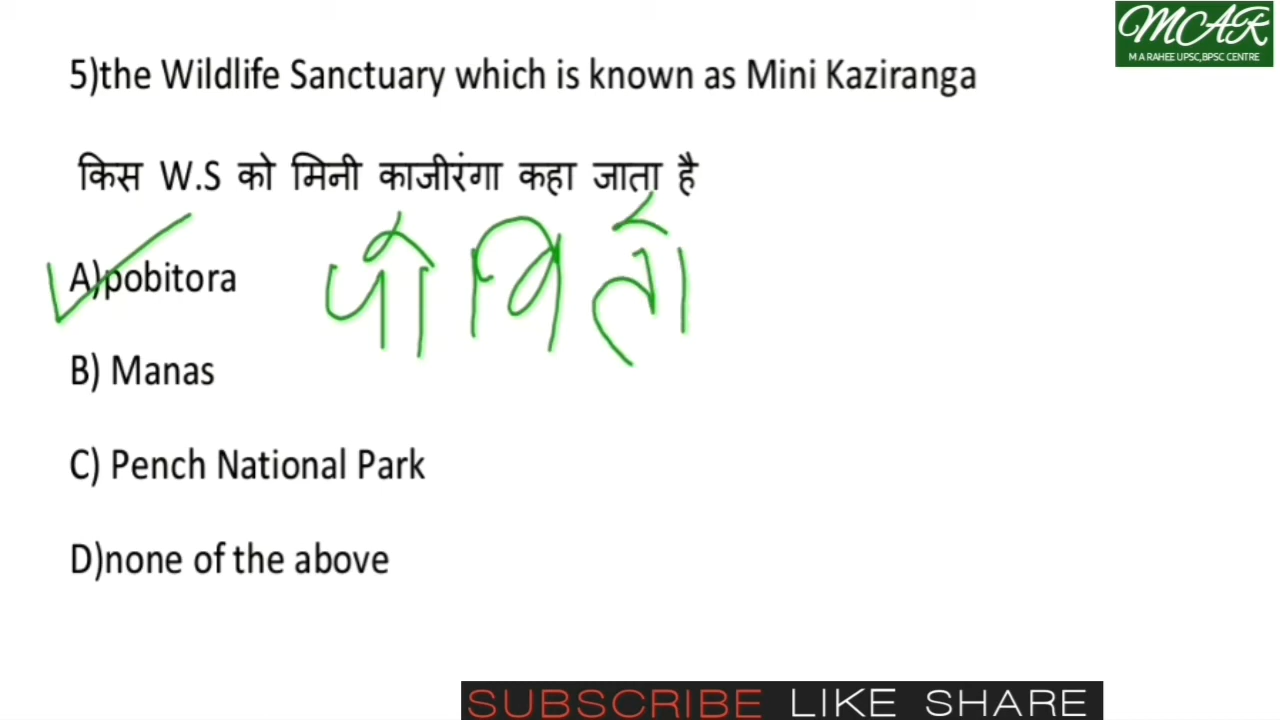 MCAR
M A RAHEE UPSC,BPSC CENTRE
5)the Wildlife Sanctuary which is known as Mini Kaziranga
किस W.S को मिनी काजीरंगा कहा जाता है
A)pobitora
पोबितो
B) Manas
C) Pench National Park
D)none of the above
SUBSCRIBE LIKE SHARE